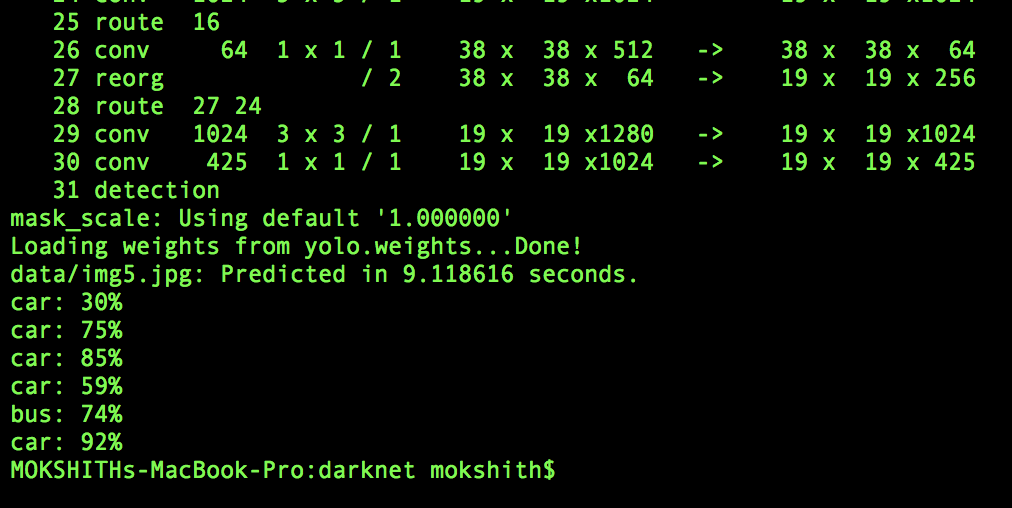 25 route 16
26 conv 64 1 x 1 / 1 38 x 38 x 512 -> 38 x 38 x 64
27 reorg / 2 38 x 38 x 64 -> 19 x 19 x 256
28 route 27 24
29 conv 1024 3 x 3 / 1 19 x 19 x1280 -> 19 x 19 x1024
30 conv 425 1 x 1 / 1 19 x 19 x1024 -> 19 x 19 x 425
31 detection
mask_scale: Using default '1.000000'
Loading weights from yolo.weights...Done!
data/img5.jpg: Predicted in 9.118616 seconds.
car: 30%
car: 75%
car: 85%
car: 59%
bus: 74%
car: 92%
MOKSHITHs-MacBook-Pro:darknet mokshith$